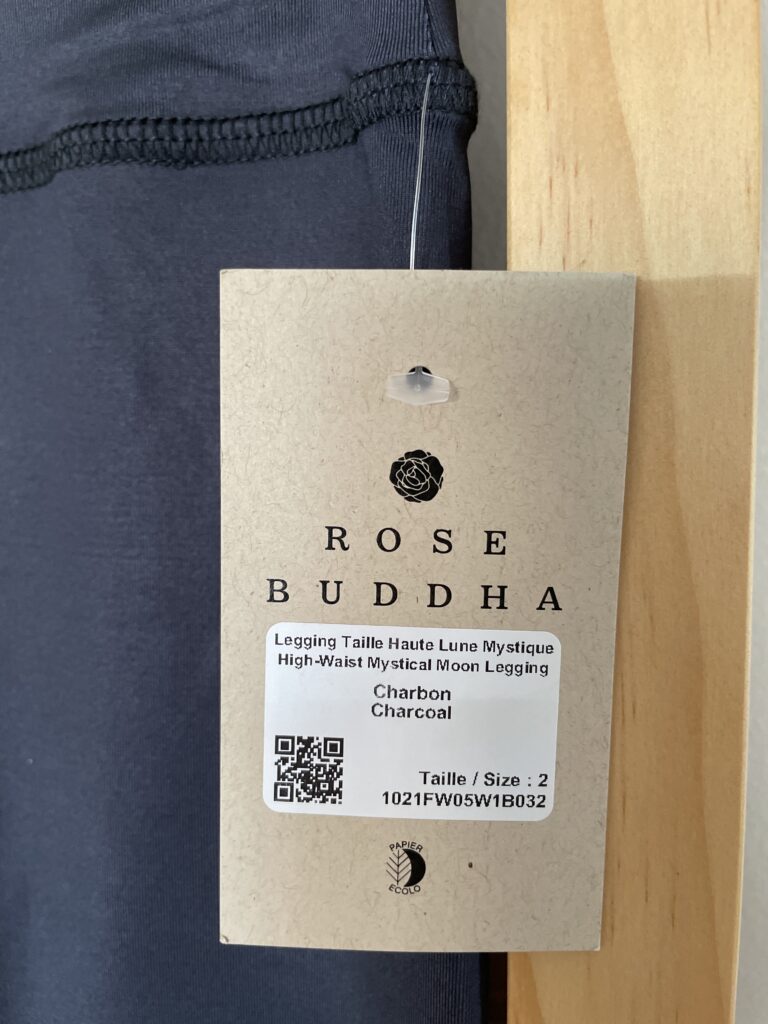 ROSE
BUDDHA
Legging Taille Haute Lune Mystique
High-Waist Mystical Moon Legging
Charbon
Charcoal
Taille / Size : 2
1021FW05W1B032
PAPIER
ECOLO